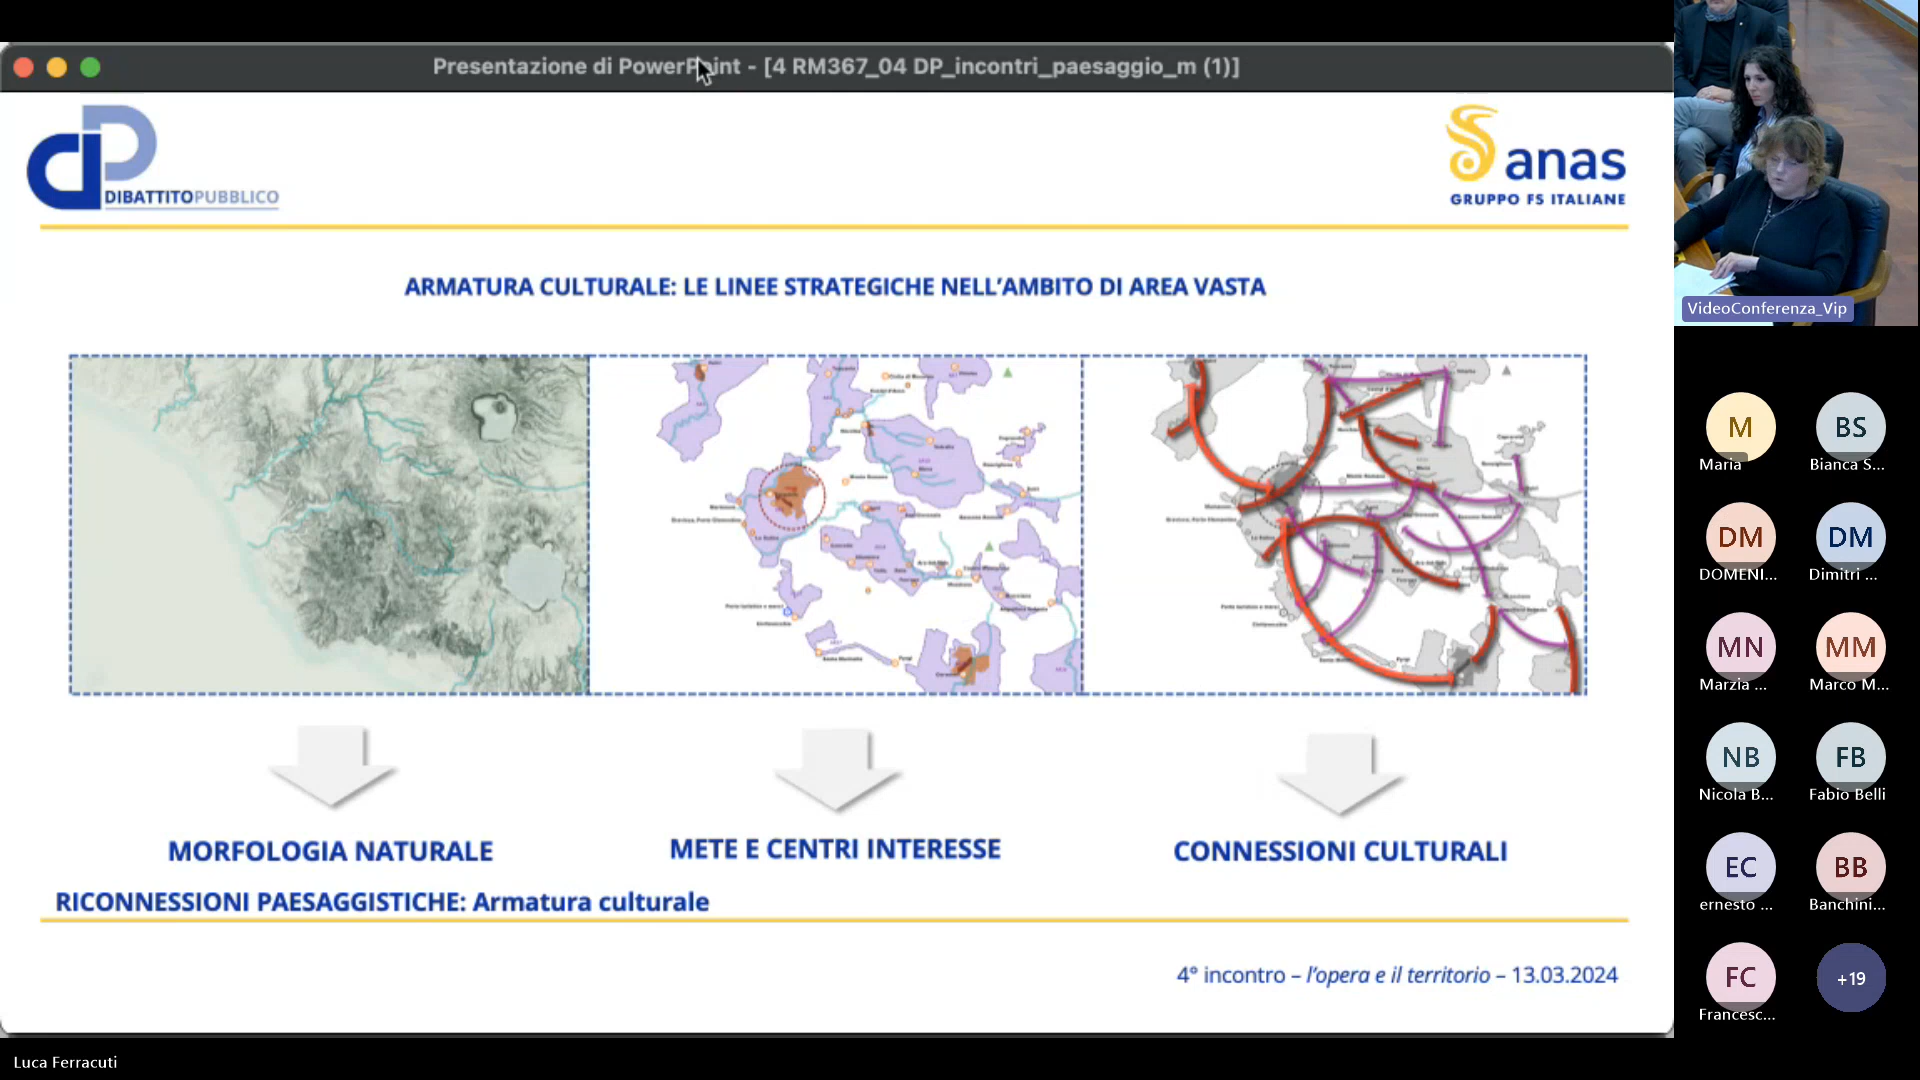 Presentazione di PowerPoint - [4 RM367_04 DP_incontri_paesaggio_m (1)]
dP
DIBATTITOPUBBLICO
anas
GRUPPO FS ITALIANE
ARMATURA CULTURALE: LE LINEE STRATEGICHE NELL'AMBITO DI AREA VASTA
MORFOLOGIA NATURALE
METE E CENTRI INTERESSE
CONNESSIONI CULTURALI
RICONNESSIONI PAESAGGISTICHE: Armatura culturale
4° incontro – l'opera e il territorio – 13.03.2024
Luca Ferracuti
VideoConferenza_Vip
M
Maria
BS
Bianca S...
DM
DOMENI...
DM
Dimitri ...
MN
Marzia ...
MM
Marco M...
NB
Nicola B...
FB
Fabio Belli
EC
ernesto ...
BB
Banchini...
FC
Francesc...
+19